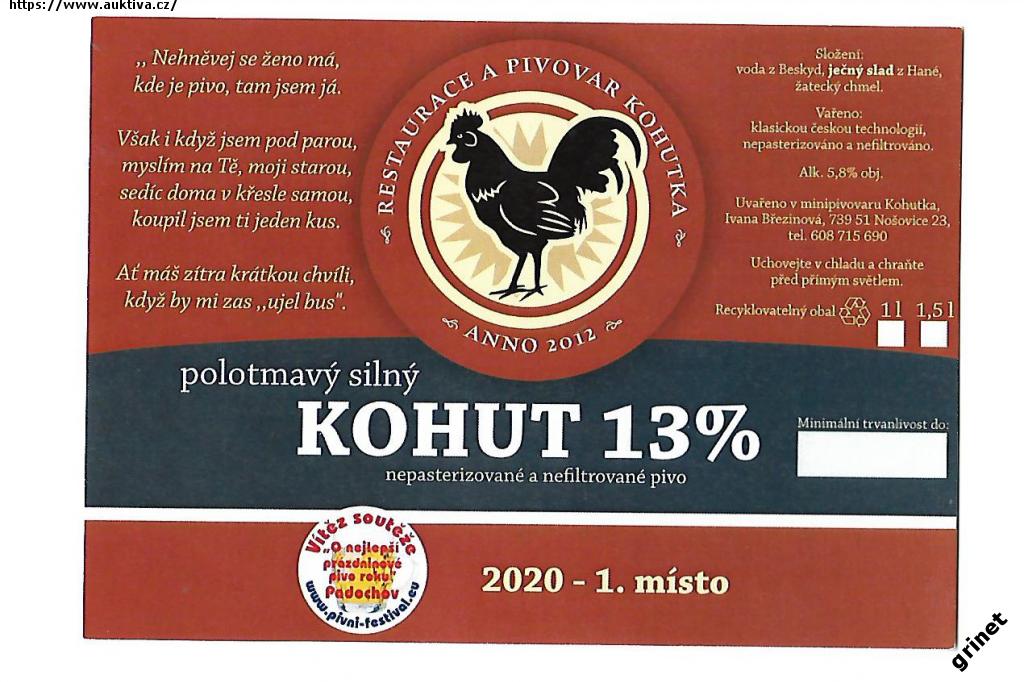 https://www.auktiva.cz/
,, Nehněvej se ženo má,
kde je pivo, tam jsem já.
Však i když jsem pod parou,
myslím na Tě, moji starou,
sedíc doma v křesle samou,
koupil jsem ti jeden kus.
Ať máš zítra krátkou chvíli,
když by mi zas ,,ujel bus".
RESTAURACE A PIVOVAR KOHUTKA
ANNO 2012
Složení:
voda z Beskyd, ječný slad z Hané,
žatecký chmel.
Vařeno:
klasickou českou technologií,
nepasterizováno a nefiltrováno.
Alk. 5,8% obj.
Uvařeno v minipivovaru Kohutka,
Ivana Březinová, 739 51 Nošovice 23,
tel. 608 715 690
Uchovejte v chladu a chraňte
před přímým světlem.
Recyklovatelný obal 1 l 1,5 l
polotmavý silný
KOHUT 13%
nepasterizované a nefiltrované pivo
Minimální trvanlivost do:
Vítěz soutěže
„O nejlepší
prázdninové
pivo roku"
Padochov
www.pivni-festival.eu
2020 - 1. místo
grinet